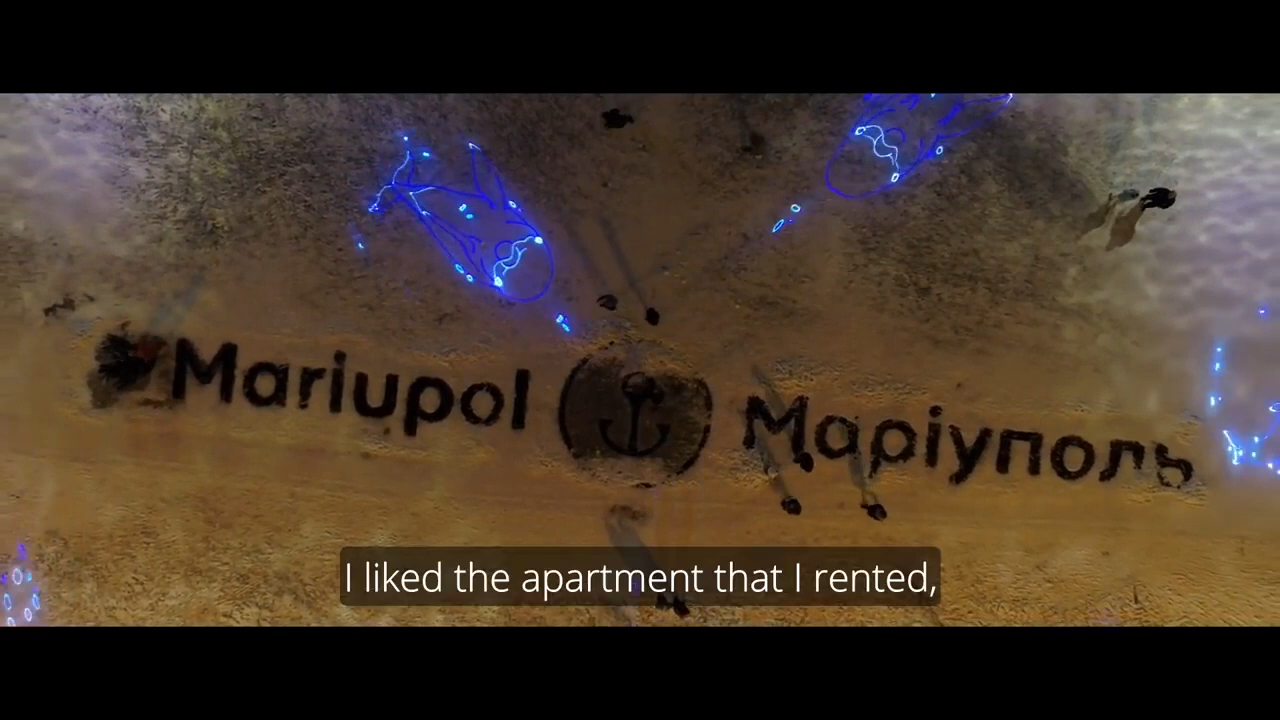 Mariupol Маріуполь
I liked the apartment that I rented,